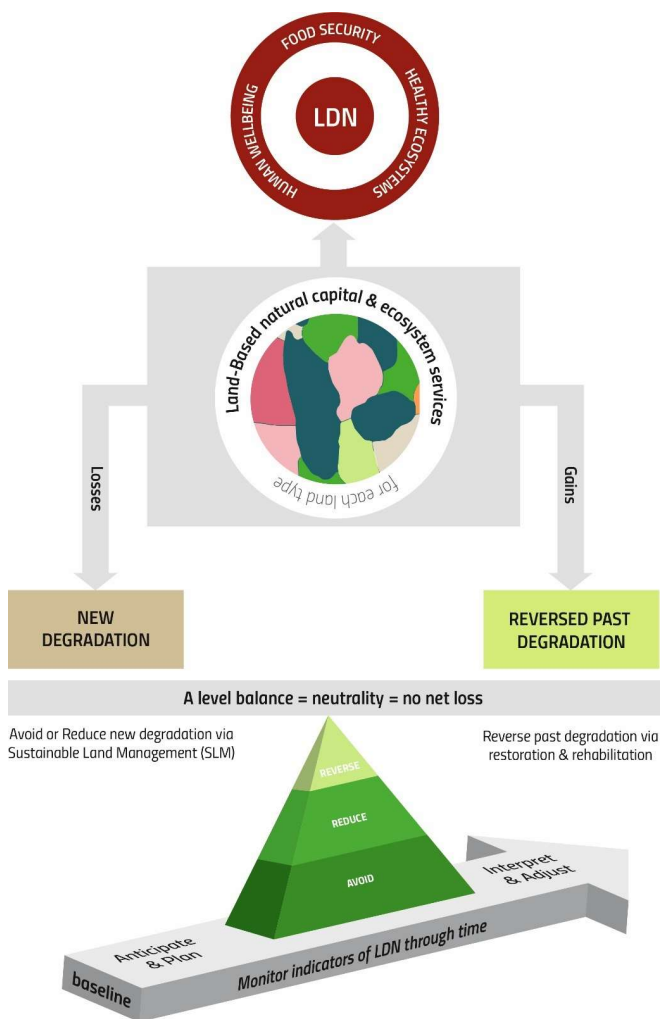 FOOD SECURITY
HUMAN WELLBEING
HEALTHY ECOSYSTEMS
LDN
Land-Based natural capital & ecosystem services
for each land type
Losses
Gains
NEW
DEGRADATION
REVERSED PAST
DEGRADATION
A level balance = neutrality = no net loss
Avoid or Reduce new degradation via
Sustainable Land Management (SLM)
Reverse past degradation via
restoration & rehabilitation
REVERSE
REDUCE
AVOID
Interpret
& Adjust
Anticipate
& Plan
Monitor indicators of LDN through time
baseline